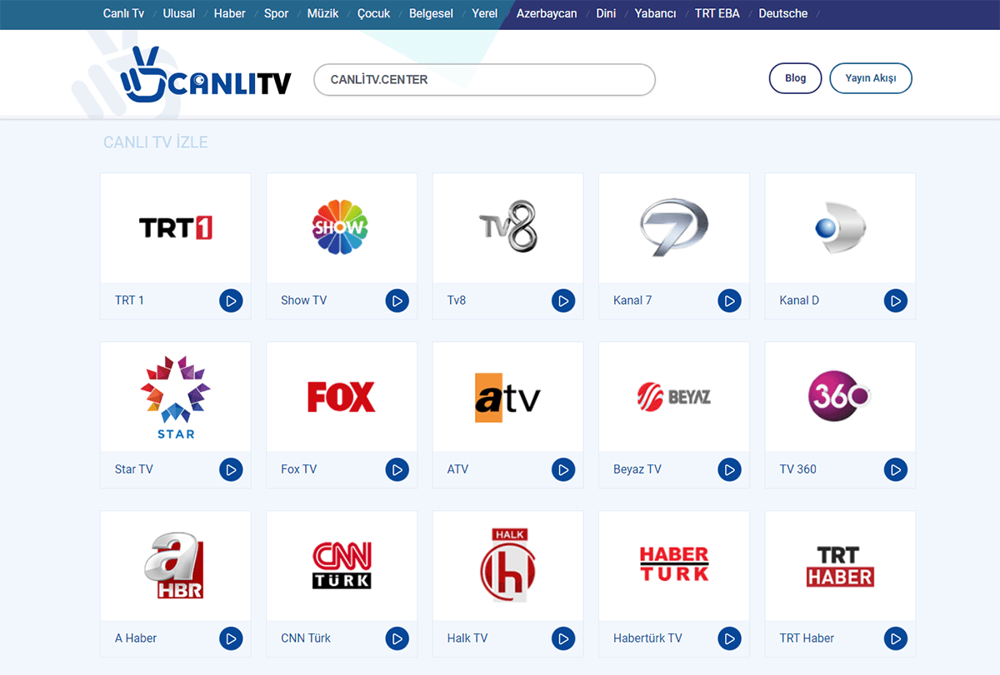 Canlı Tv / Ulusal / Haber / Spor / Müzik / Çocuk / Belgesel / Yerel / Azerbaycan / Dini / Yabancı / TRT EBA / Deutsche /
CANLITV
CANLİTV.CENTER
Blog
Yayın Akışı
CANLI TV İZLE
TRT1
SHOW
TV8
7
TRT 1
Show TV
Tv8
Kanal 7
Kanal D
STAR
FOX
atv
BEYAZ
360
Star TV
Fox TV
ATV
Beyaz TV
TV 360
a
HBR
CNN
TÜRK
HALK
h
HABER
TURK
TRT
HABER
A Haber
CNN Türk
Halk TV
Habertürk TV
TRT Haber